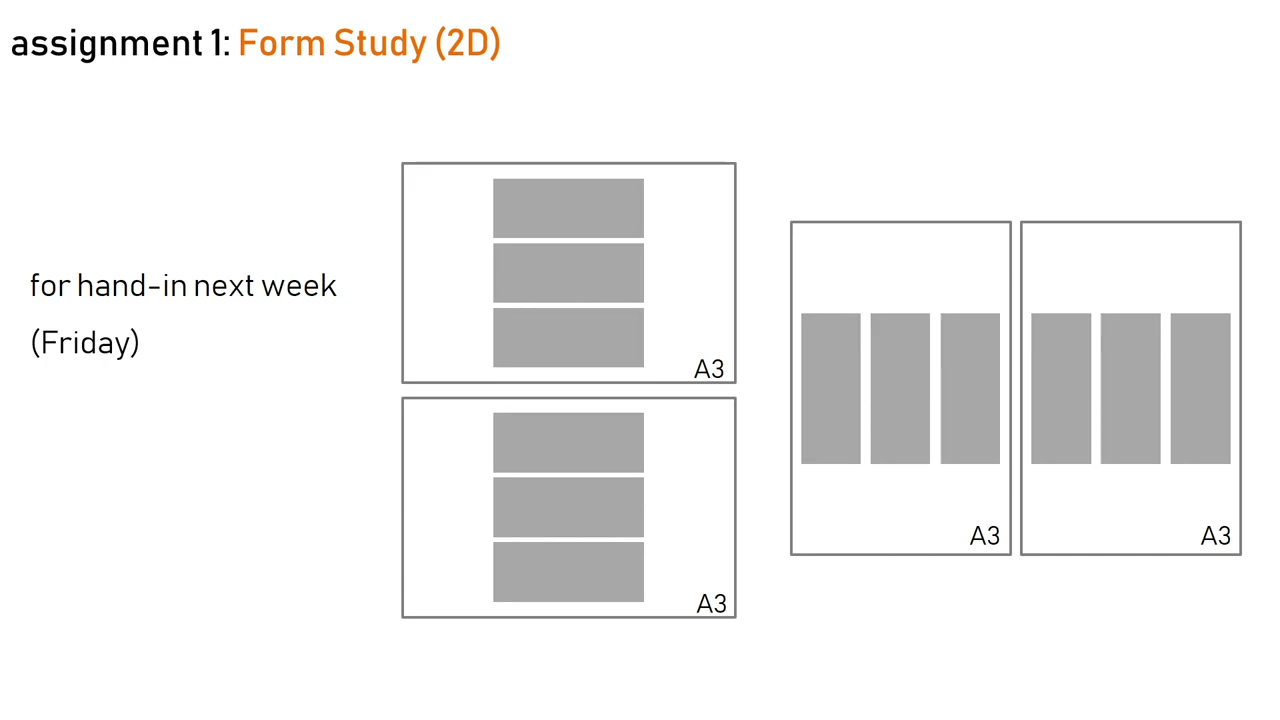 assignment 1: Form Study (2D)
for hand-in next week
(Friday)
A3
A3
A3
A3